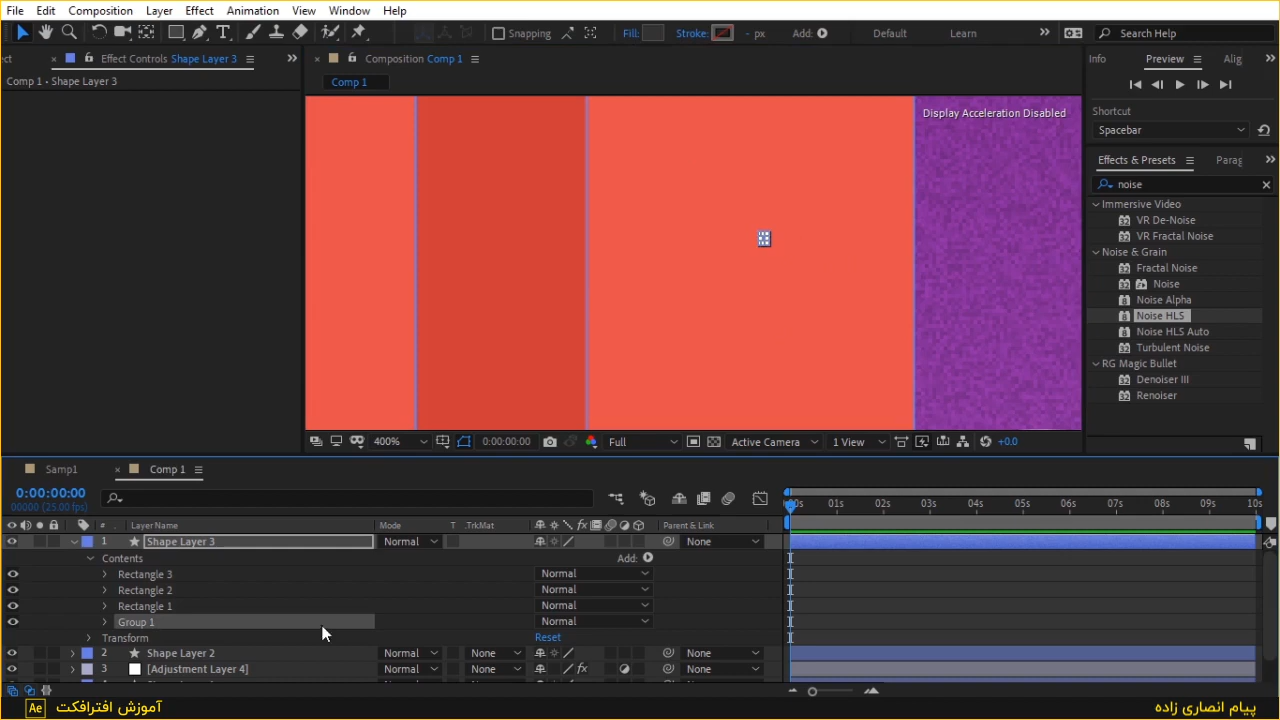 File Edit Composition Layer Effect Animation View Window Help
Snapping Fill: Stroke: - px Add: Default Learn Search Help
ct Effect Controls Shape Layer 3 Composition Comp 1 Info Preview Alig
Comp 1 • Shape Layer 3 Comp 1
Display Acceleration Disabled
Shortcut
Spacebar
Effects & Presets Parag
noise
Immersive Video
VR De-Noise
VR Fractal Noise
Noise & Grain
Fractal Noise
Noise
Noise Alpha
Noise HLS
Noise HLS Auto
Turbulent Noise
RG Magic Bullet
Denoiser III
Renoiser
400% 0:00:00:00 Full Active Camera 1 View +0.0
Samp1 Comp 1
0:00:00:00
00000 (25.00 fps)
01s 02s 03s 04s 05s 06s 07s 08s 09s 10s
# Layer Name Mode T .TrkMat Parent & Link
1 Shape Layer 3 Normal None
Contents Add:
Rectangle 3 Normal
Rectangle 2 Normal
Rectangle 1 Normal
Group 1 Normal
Transform Reset
2 Shape Layer 2 Normal None None
3 [Adjustment Layer 4] Normal None None
Ae آموزش افترافکت
پیام انصاری زاده